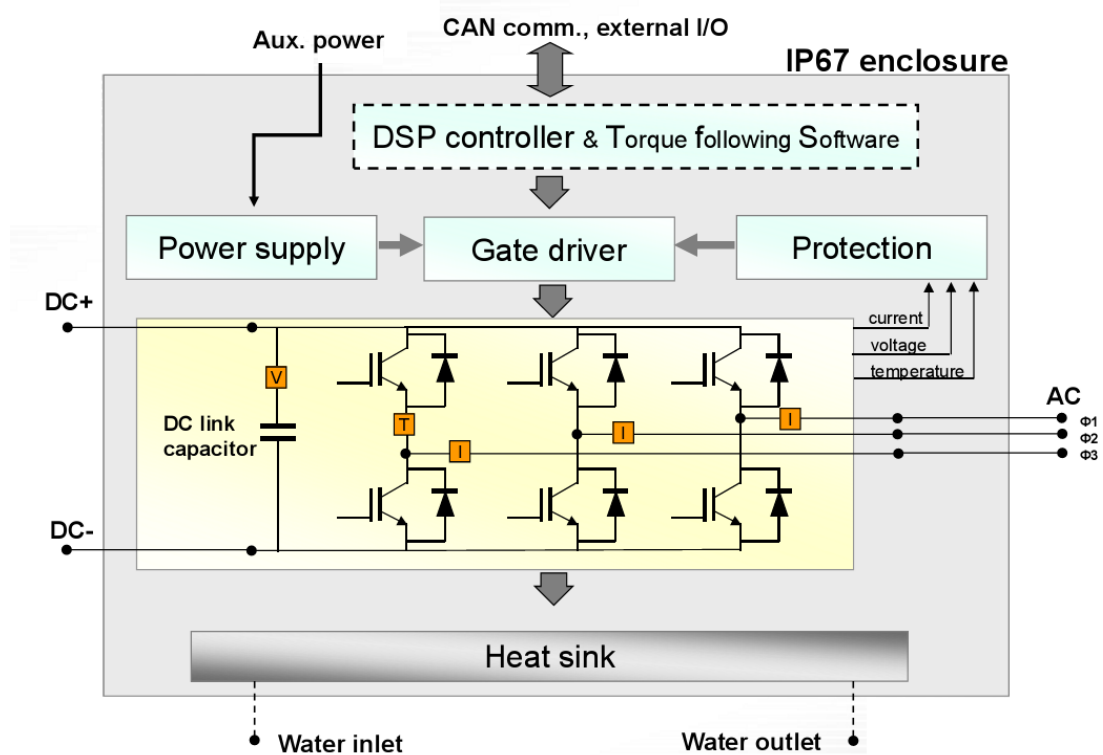 CAN comm., external I/O
Aux. power
IP67 enclosure
DSP controller & Torque following Software
Power supply
Gate driver
Protection
DC+
current
voltage
temperature
V
DC link
capacitor
T
I
I
I
AC
Φ1
Φ2
Φ3
DC-
Heat sink
Water inlet
Water outlet